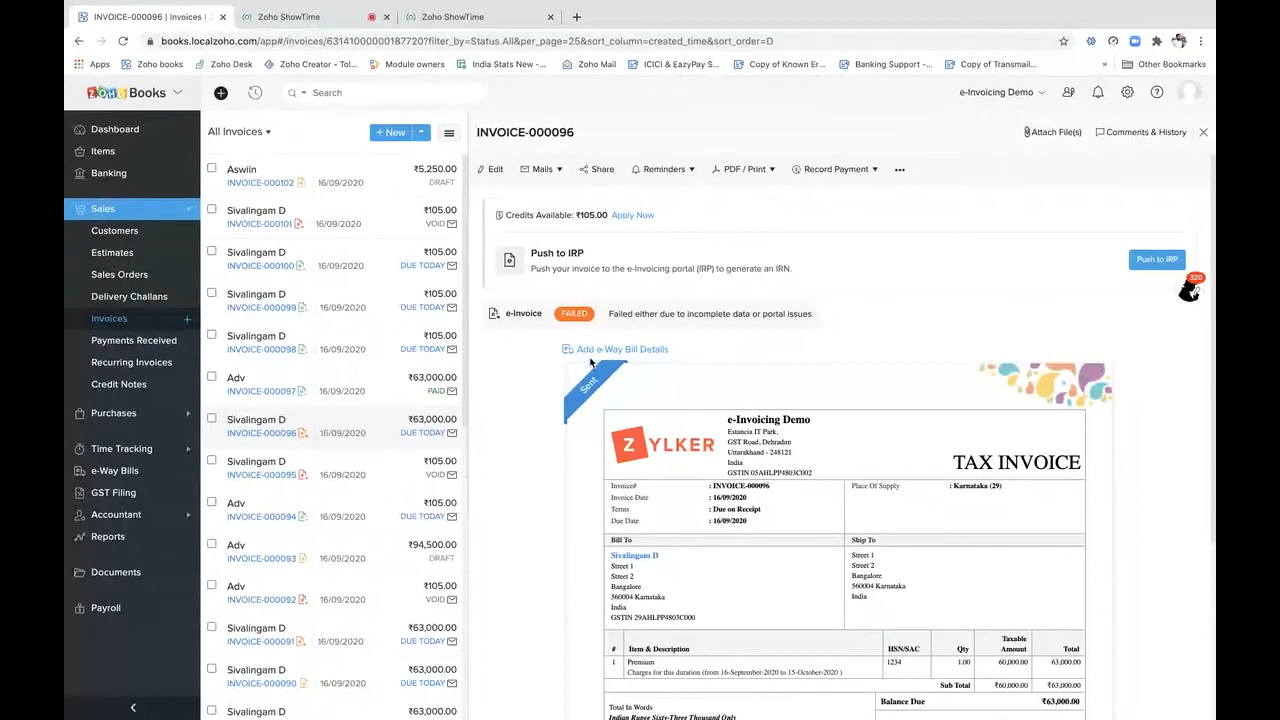 INVOICE-000096 | Invoices |
Zoho ShowTime
Zoho ShowTime
books.localzoho.com/app#/invoices/63141000000187720?filter_by=Status.All&per_page=25&sort_column=created_time&sort_order=D
Apps
Zoho books
Zoho Desk
Zoho Creator - Tol...
Module owners
India Stats New -...
Zoho Mail
ICICI & EazyPay S...
Copy of Known Er...
Banking Support -...
Copy of Transmail...
»
Other Bookmarks
ZOHO Books
Search
e-Invoicing Demo
Dashboard
Items
Banking
Sales
Customers
Estimates
Sales Orders
Delivery Challans
Invoices +
Payments Received
Recurring Invoices
Credit Notes
Purchases
Time Tracking
e-Way Bills
GST Filing
Accountant
Reports
Documents
Payroll
All Invoices
+ New
Aswiin ₹5,250.00
INVOICE-000102 | 16/09/2020 DRAFT
Sivalingam D ₹105.00
INVOICE-000101 | 16/09/2020 VOID
Sivalingam D ₹105.00
INVOICE-000100 | 16/09/2020 DUE TODAY
Sivalingam D ₹105.00
INVOICE-000099 | 16/09/2020 DUE TODAY
Sivalingam D ₹105.00
INVOICE-000098 | 16/09/2020 DUE TODAY
Adv ₹63,000.00
INVOICE-000097 | 16/09/2020 PAID
Sivalingam D ₹63,000.00
INVOICE-000096 | 16/09/2020 DUE TODAY
Sivalingam D ₹105.00
INVOICE-000095 | 16/09/2020 VOID
Adv ₹105.00
INVOICE-000094 | 16/09/2020 DUE TODAY
Adv ₹94,500.00
INVOICE-000093 | 16/09/2020 DRAFT
Adv ₹105.00
INVOICE-000092 | 16/09/2020 VOID
Sivalingam D ₹63,000.00
INVOICE-000091 | 16/09/2020 DUE TODAY
Sivalingam D ₹63,000.00
INVOICE-000090 | 16/09/2020 DUE TODAY
Sivalingam D ₹63,000.00
INVOICE-000096
Attach File(s)
Comments & History
Edit
Mails
Share
Reminders
PDF / Print
Record Payment
Credits Available: ₹105.00 Apply Now
Push to IRP
Push your invoice to the e-Invoicing portal (IRP) to generate an IRN.
Push to IRP
320
e-Invoice FAILED Failed either due to incomplete data or portal issues
Add e-Way Bill Details
Sent
ZYLKER
e-Invoicing Demo
Estancia IT Park,
GST Road, Dehradun
Uttarakhand - 248121
India
GSTIN 05AHLPP4803C002
TAX INVOICE
Invoice# : INVOICE-000096
Invoice Date : 16/09/2020
Terms : Due on Receipt
Due Date : 16/09/2020
Place Of Supply : Karnataka (29)
Bill To
Sivalingam D
Street 1
Street 2
Bangalore
560004 Karnataka
India
GSTIN 29AHLPP4803C000
Ship To
Street 1
Street 2
Bangalore
560004 Karnataka
India
# Item & Description HSN/SAC Qty Taxable Amount Total
1 Premium 1234 1.00 60,000.00 63,000.00
Charges for this duration (from 16-September-2020 to 15-October-2020 )
Sub Total ₹60,000.00 ₹63,000.00
Total In Words
Indian Rupee Sixty-Three Thousand Only
Balance Due ₹63,000.00